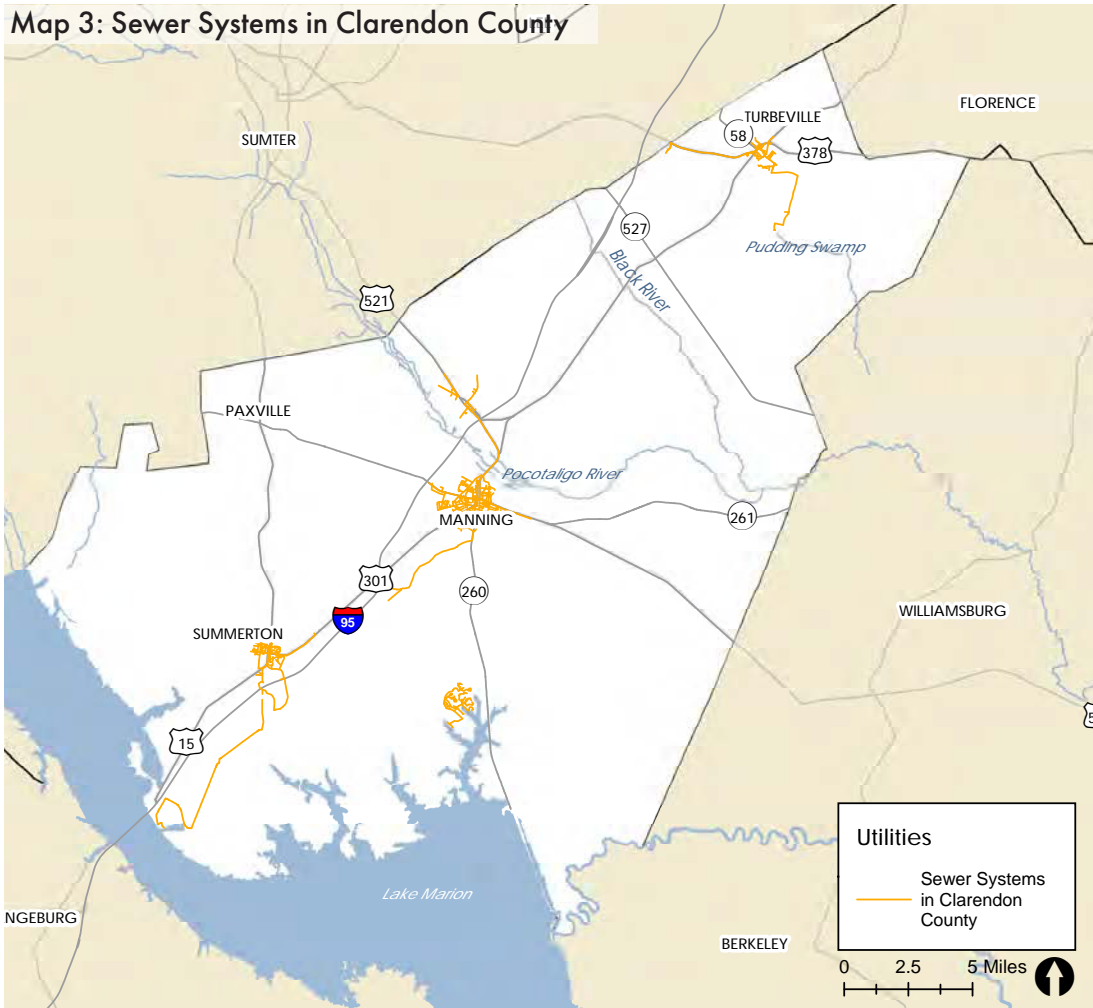 Map 3: Sewer Systems in Clarendon County
FLORENCE
TURBEVILLE
58
SUMTER
378
527
Pudding Swamp
Black River
521
PAXVILLE
Pocotaligo River
MANNING
261
301
260
WILLIAMSBURG
95
SUMMERTON
15
Lake Marion
NGEBURG
BERKELEY
Utilities
Sewer Systems
in Clarendon
County
0 2.5 5 Miles